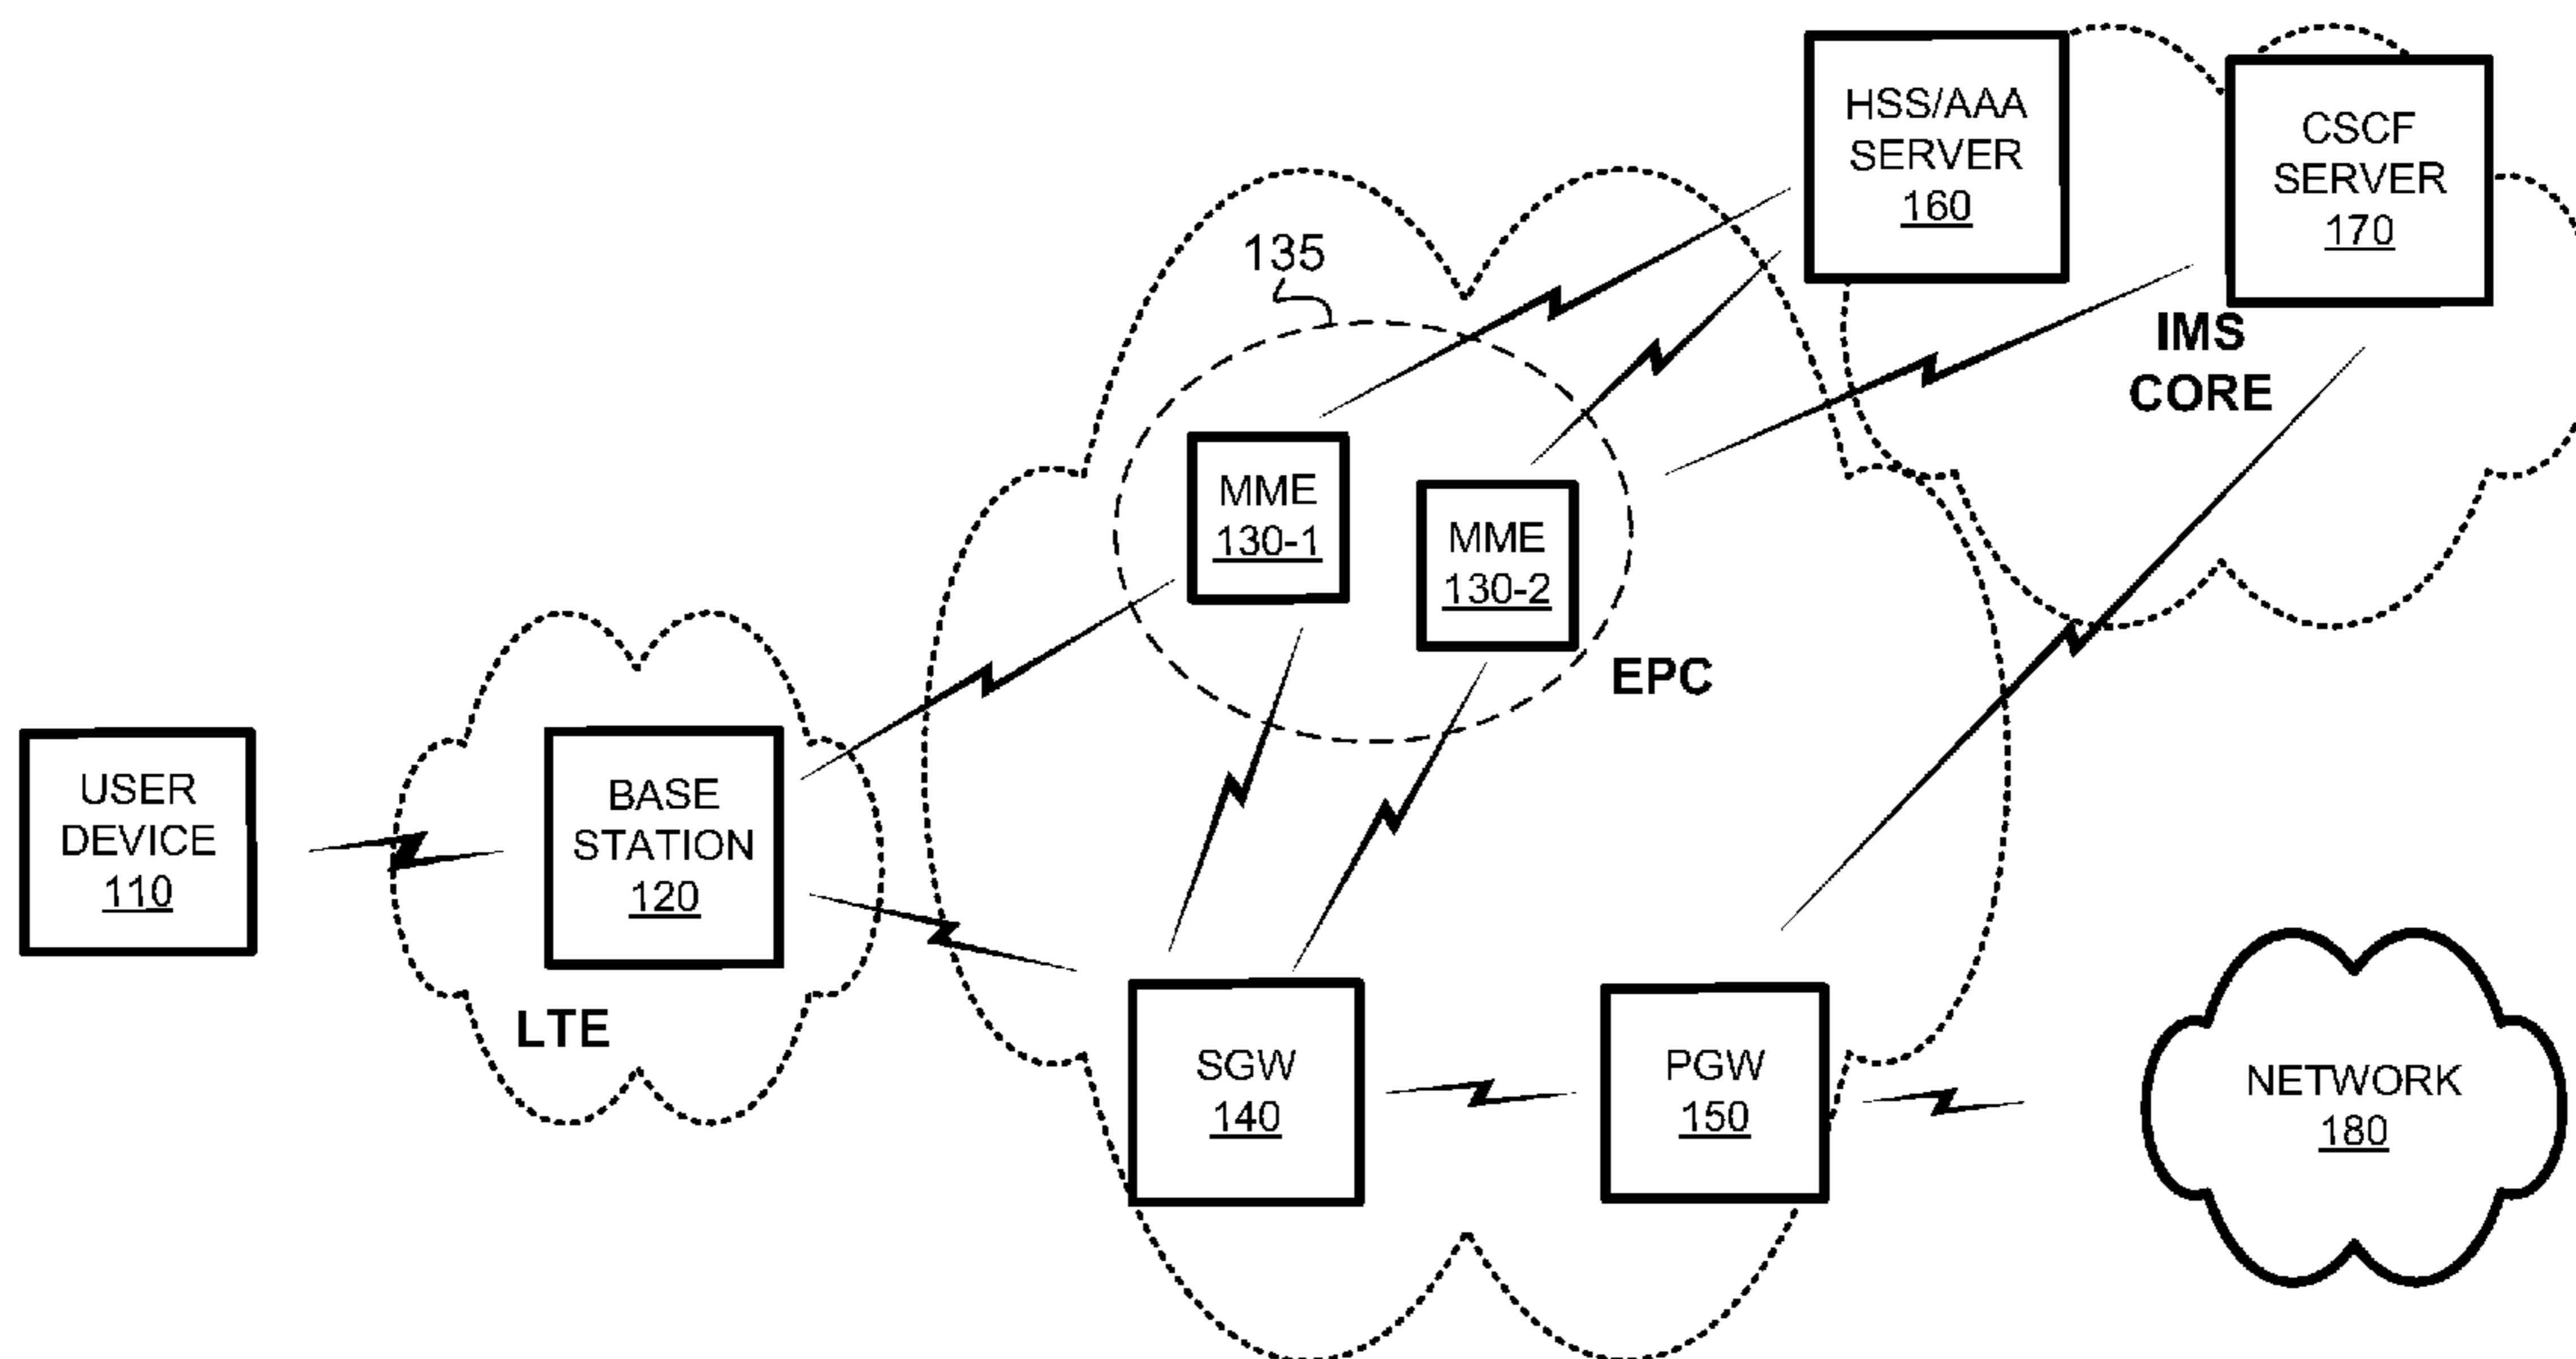 HSS/AAA
SERVER
160
CSCF
SERVER
170
135
IMS
CORE
MME
130-1
MME
130-2
EPC
USER
DEVICE
110
BASE
STATION
120
LTE
SGW
140
PGW
150
NETWORK
180